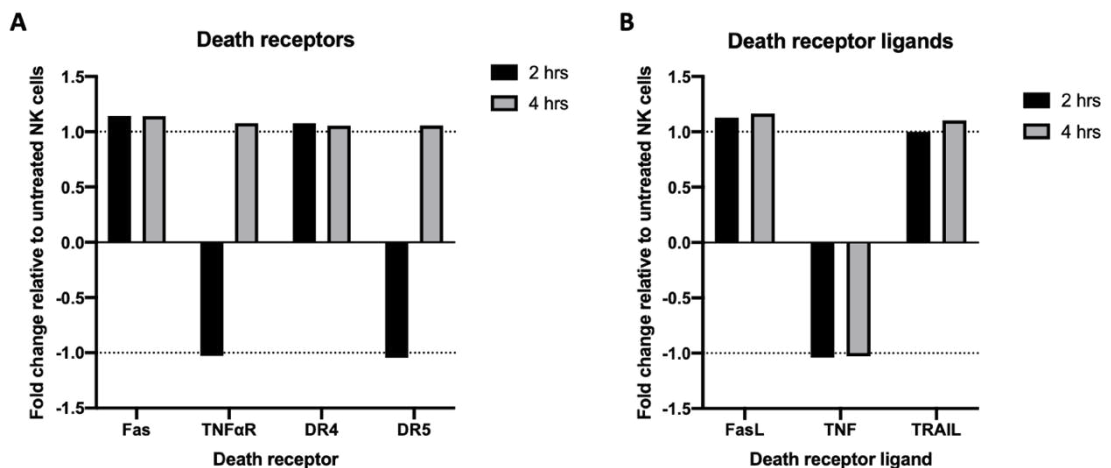 A
Death receptors
Fold change relative to untreated NK cells
1.5
1.0
0.5
0.0
-0.5
-1.0
-1.5
Fas TNFαR DR4 DR5
Death receptor
2 hrs
4 hrs
B
Death receptor ligands
Fold change relative to untreated NK cells
1.5
1.0
0.5
0.0
-0.5
-1.0
-1.5
FasL TNF TRAIL
Death receptor ligand
2 hrs
4 hrs